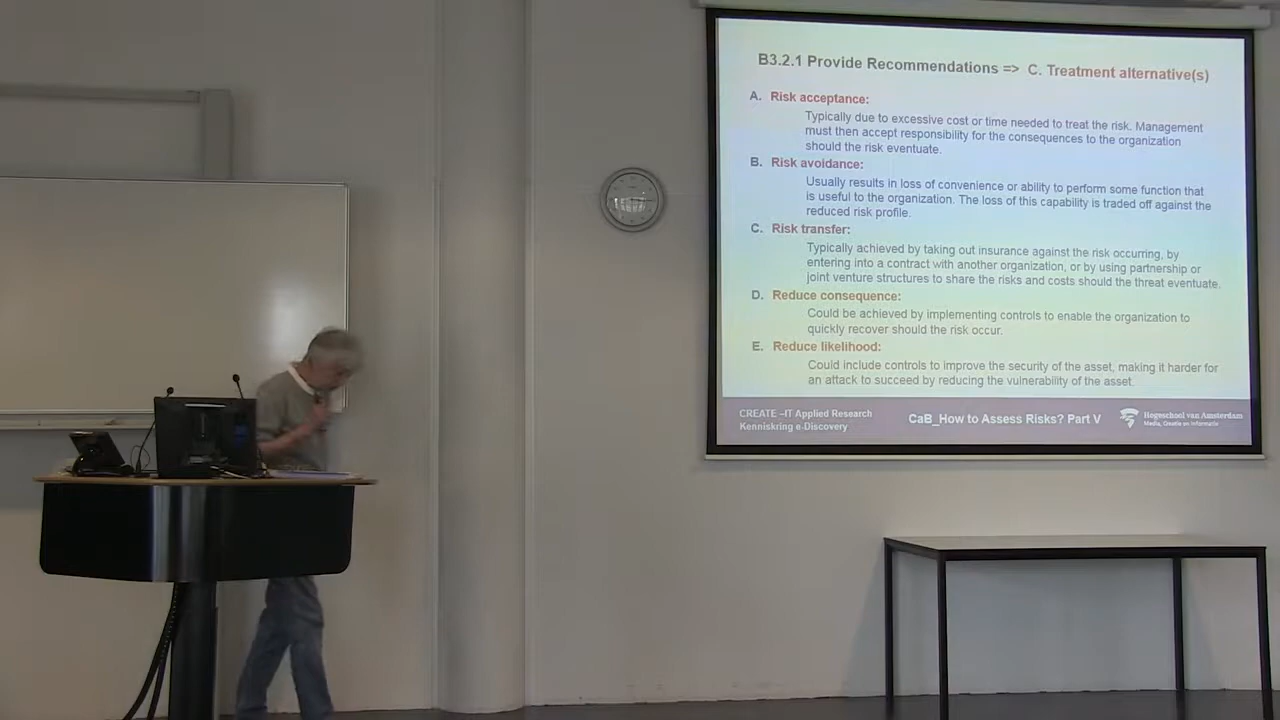 B3.2.1 Provide Recommendations => C. Treatment alternative(s)
A. Risk acceptance:
Typically due to excessive cost or time needed to treat the risk. Management
must then accept responsibility for the consequences to the organization
should the risk eventuate.
B. Risk avoidance:
Usually results in loss of convenience or ability to perform some function that
is useful to the organization. The loss of this capability is traded off against the
reduced risk profile.
C. Risk transfer:
Typically achieved by taking out insurance against the risk occurring, by
entering into a contract with another organization, or by using partnership or
joint venture structures to share the risks and costs should the threat eventuate.
D. Reduce consequence:
Could be achieved by implementing controls to enable the organization to
quickly recover should the risk occur.
E. Reduce likelihood:
Could include controls to improve the security of the asset, making it harder for
an attack to succeed by reducing the vulnerability of the asset.
CREATE –IT Applied Research
Kenniskring e-Discovery
CaB_How to Assess Risks? Part V
Hogeschool van Amsterdam
Media, Creatie en Informatie